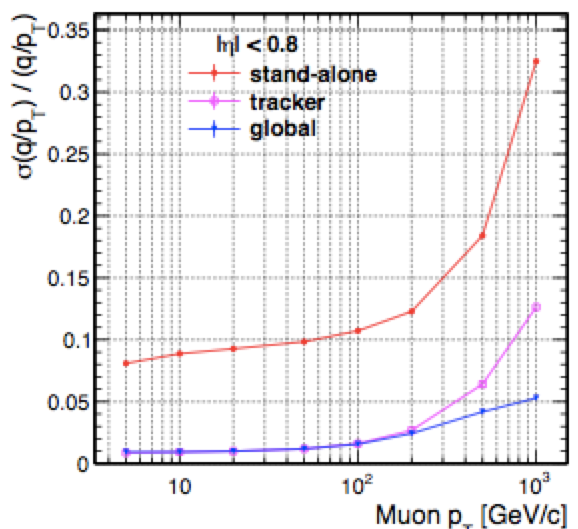 |η| < 0.8
stand-alone
tracker
global
σ(q/p_T) / (q/p_T)
0.35
0.3
0.25
0.2
0.15
0.1
0.05
0
10
10²
10³
Muon p_T [GeV/c]